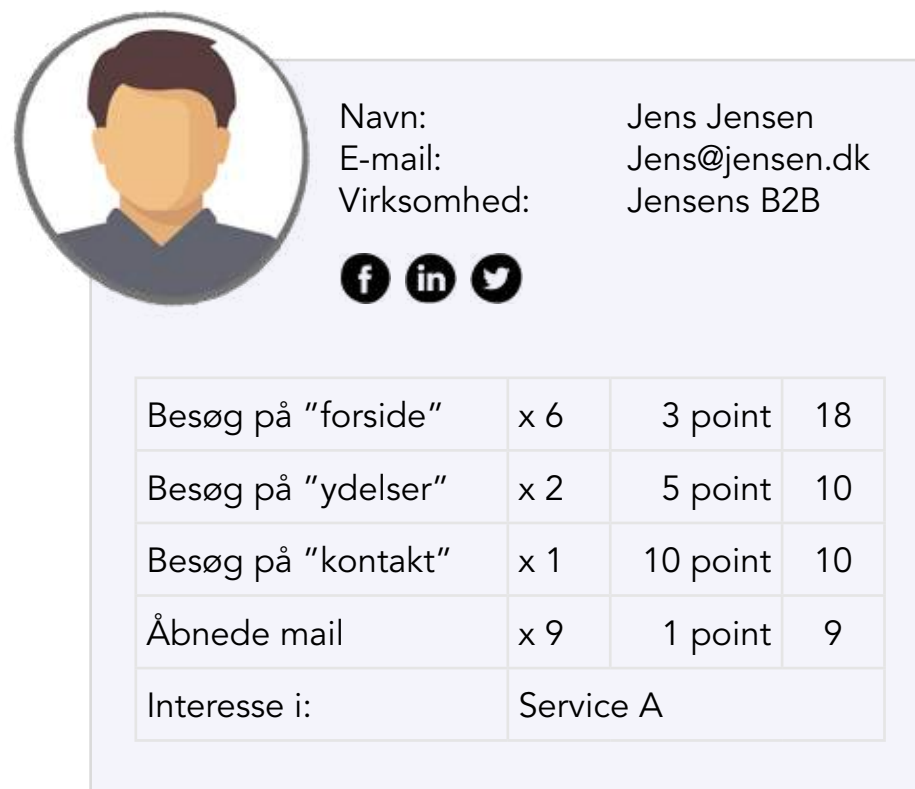 Navn: Jens Jensen
E-mail: Jens@jensen.dk
Virksomhed: Jensens B2B
f in
Besøg på ”forside” x 6 3 point 18
Besøg på ”ydelser” x 2 5 point 10
Besøg på ”kontakt” x 1 10 point 10
Åbnede mail x 9 1 point 9
Interesse i: Service A